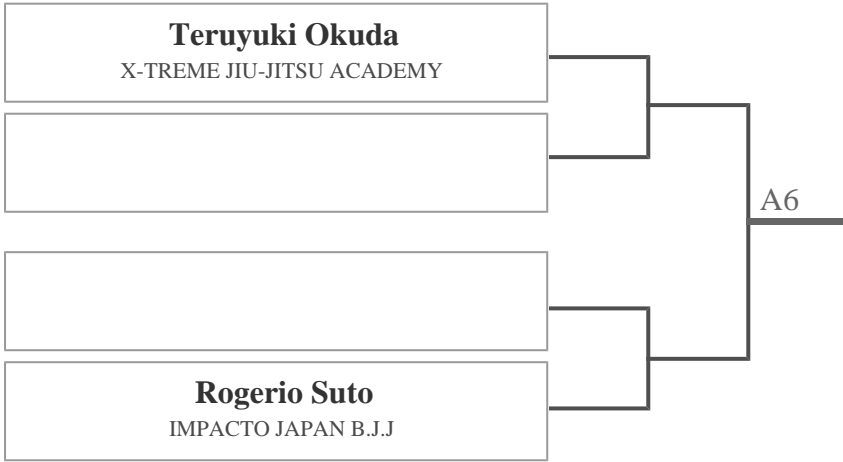 Teruyuki Okuda
X-TREME JIU-JITSU ACADEMY
A6
Rogerio Suto
IMPACTO JAPAN B.J.J